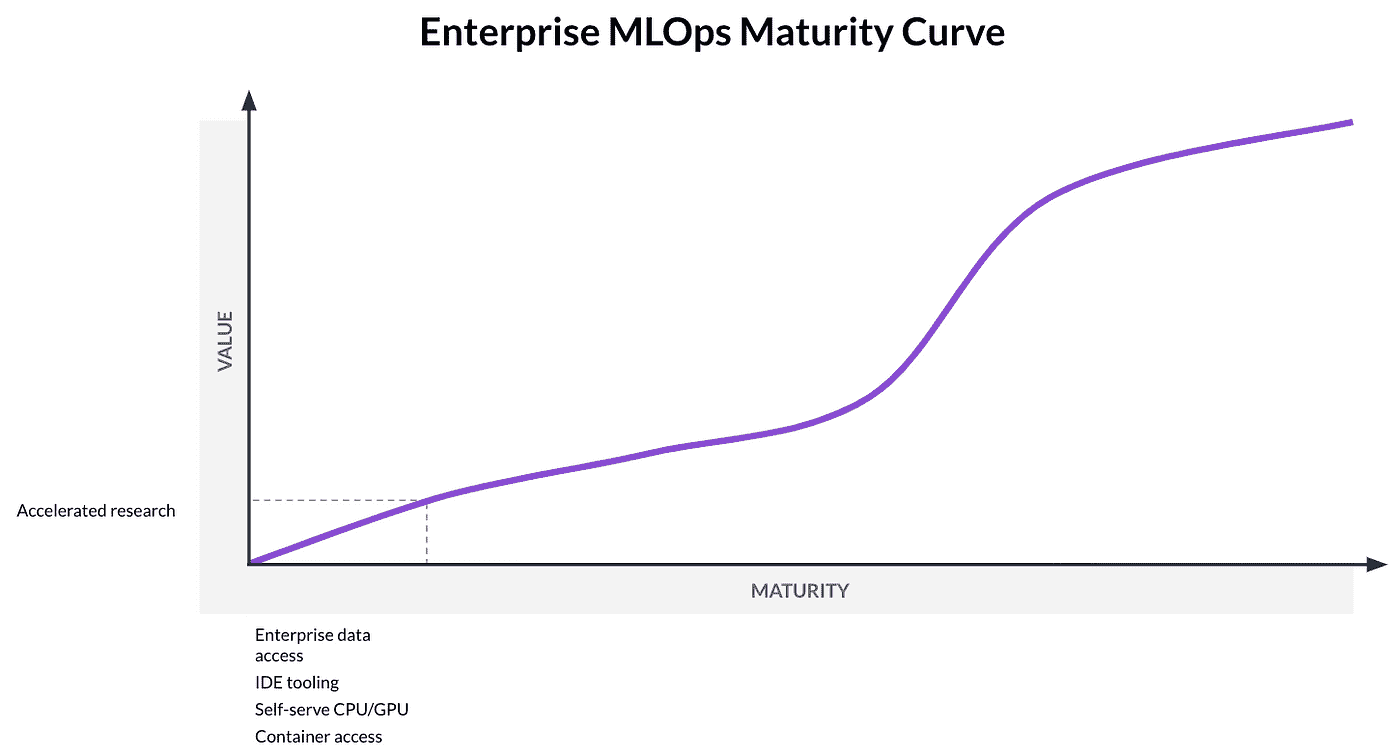 Enterprise MLOps Maturity Curve
VALUE
Accelerated research
MATURITY
Enterprise data
access
IDE tooling
Self-serve CPU/GPU
Container access